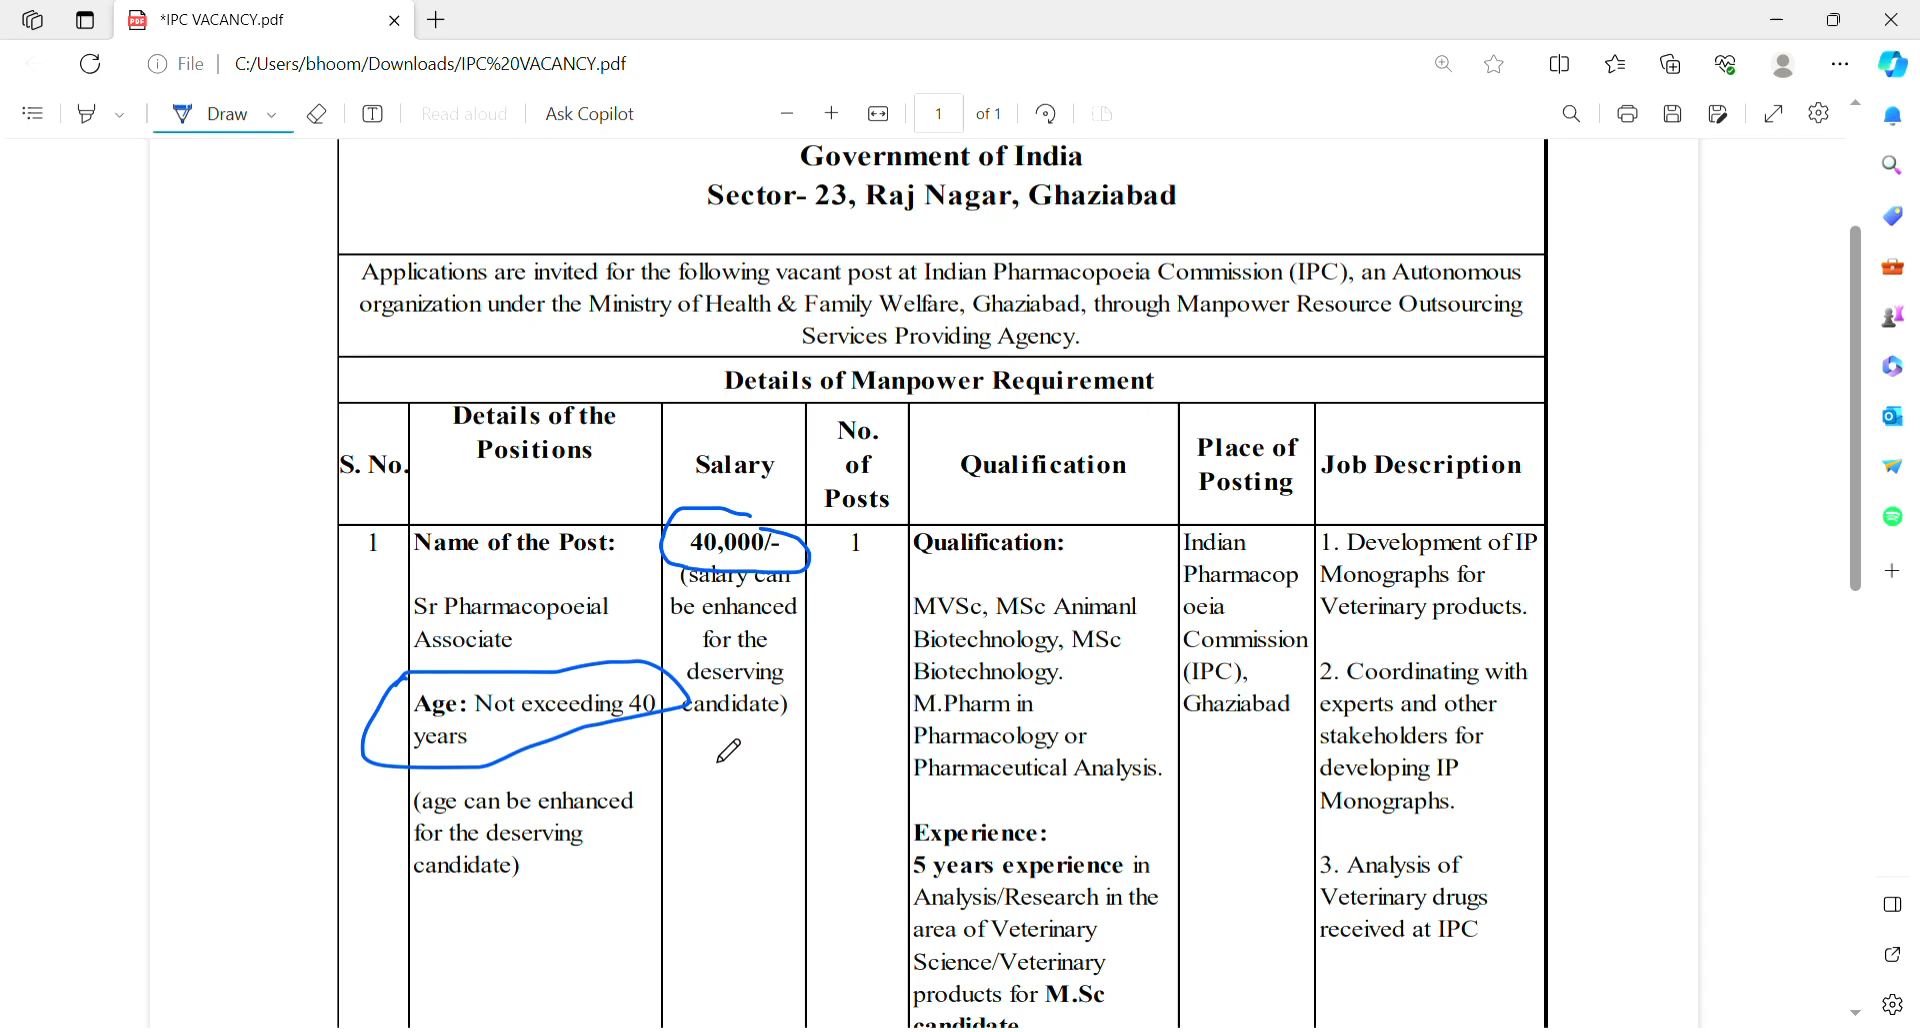 *IPC VACANCY.pdf
File
C:/Users/bhoom/Downloads/IPC%20VACANCY.pdf
Draw
Read aloud
Ask Copilot
1
of 1
Government of India
Sector- 23, Raj Nagar, Ghaziabad
Applications are invited for the following vacant post at Indian Pharmacopoeia Commission (IPC), an Autonomous
organization under the Ministry of Health & Family Welfare, Ghaziabad, through Manpower Resource Outsourcing
Services Providing Agency.
Details of Manpower Requirement
S. No.
Details of the
Positions
Salary
No.
of
Posts
Qualification
Place of
Posting
Job Description
1
Name of the Post:
Sr Pharmacopoeial
Associate
Age: Not exceeding 40
years
(age can be enhanced
for the deserving
candidate)
40,000/-
(salary can
be enhanced
for the
deserving
candidate)
1
Qualification:
MVSc, MSc Animanl
Biotechnology, MSc
Biotechnology.
M.Pharm in
Pharmacology or
Pharmaceutical Analysis.
Experience:
5 years experience in
Analysis/Research in the
area of Veterinary
Science/Veterinary
products for M.Sc
candidate
Indian
Pharmacop
oeia
Commission
(IPC),
Ghaziabad
1. Development of IP
Monographs for
Veterinary products.
2. Coordinating with
experts and other
stakeholders for
developing IP
Monographs.
3. Analysis of
Veterinary drugs
received at IPC